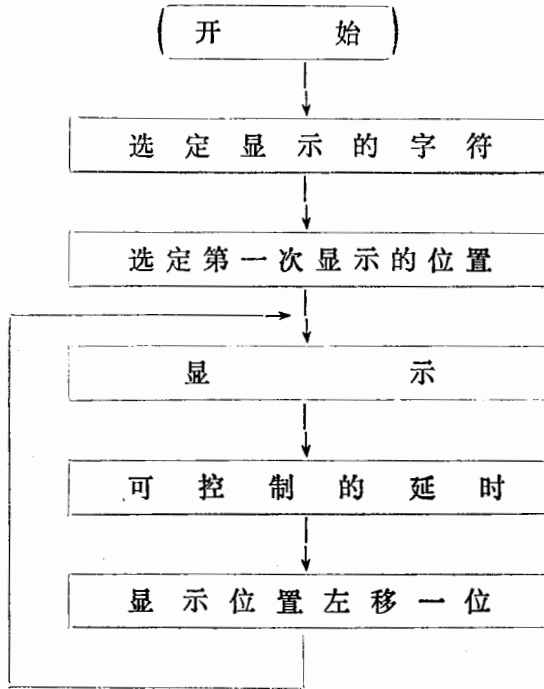 开始
选定显示的字符
选定第一次显示的位置
显示
可控制的延时
显示位置左移一位